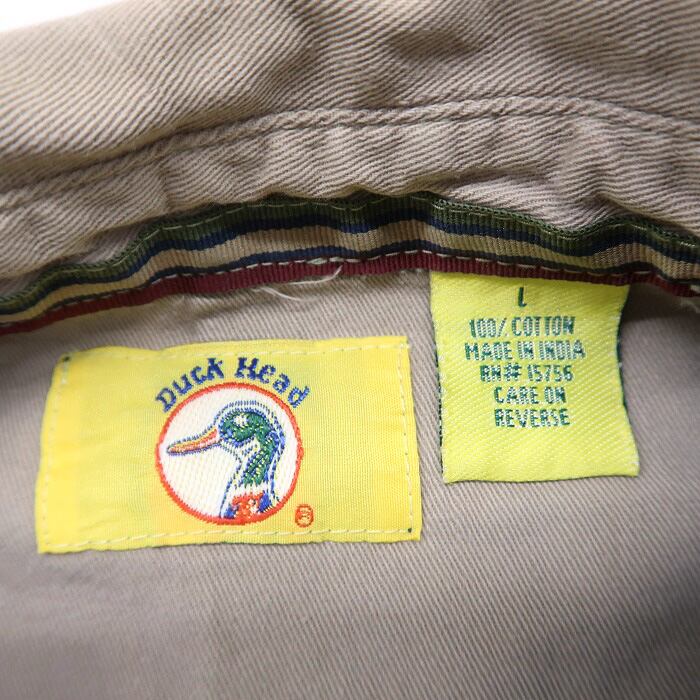 Duck Head
®
L
100% COTTON
MADE IN INDIA
RN# 15756
CARE ON
REVERSE